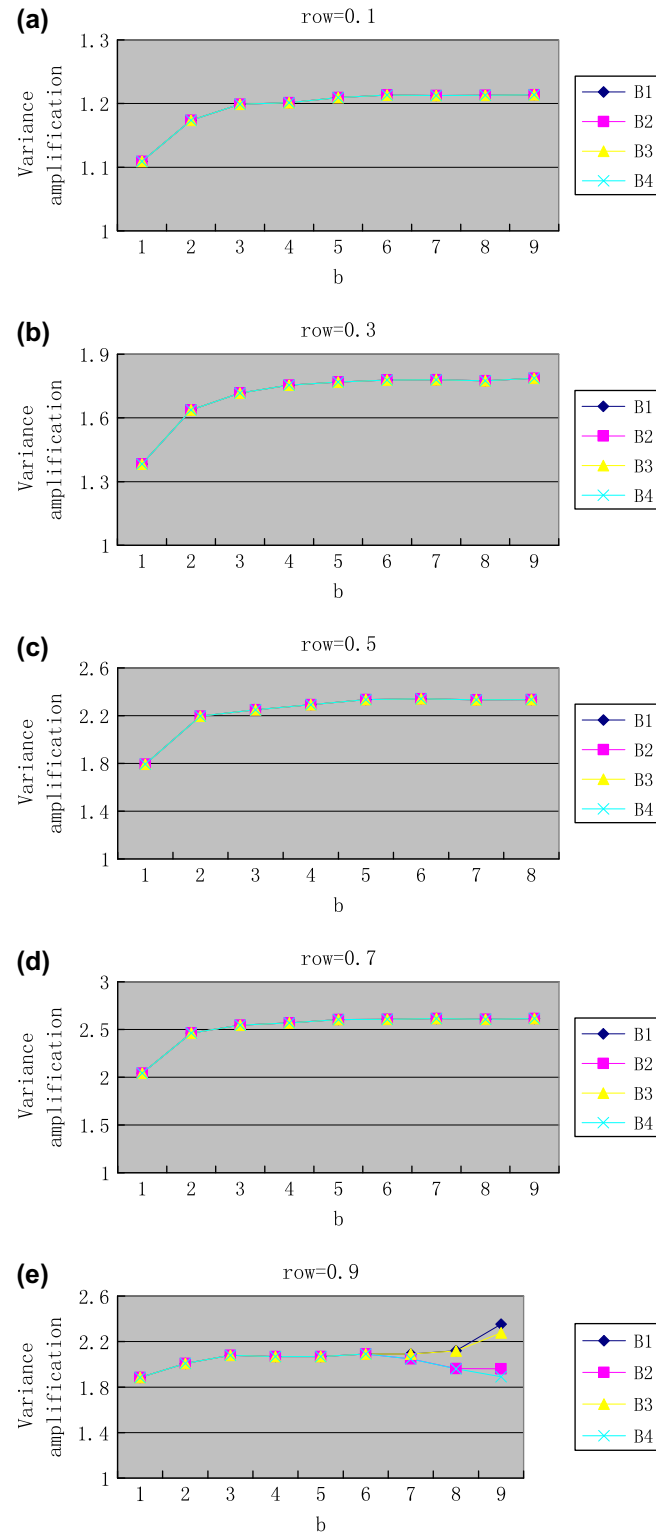 (a)
row=0.1
1.3
1.2
1.1
1
Variance
amplification
1 2 3 4 5 6 7 8 9
b
B1
B2
B3
B4
(b)
row=0.3
1.9
1.6
1.3
1
Variance
amplification
1 2 3 4 5 6 7 8 9
b
B1
B2
B3
B4
(c)
row=0.5
2.6
2.2
1.8
1.4
1
Variance
amplification
1 2 3 4 5 6 7 8
b
B1
B2
B3
B4
(d)
row=0.7
3
2.5
2
1.5
1
Variance
amplification
1 2 3 4 5 6 7 8 9
b
B1
B2
B3
B4
(e)
row=0.9
2.6
2.2
1.8
1.4
1
Variance
amplification
1 2 3 4 5 6 7 8 9
b
B1
B2
B3
B4